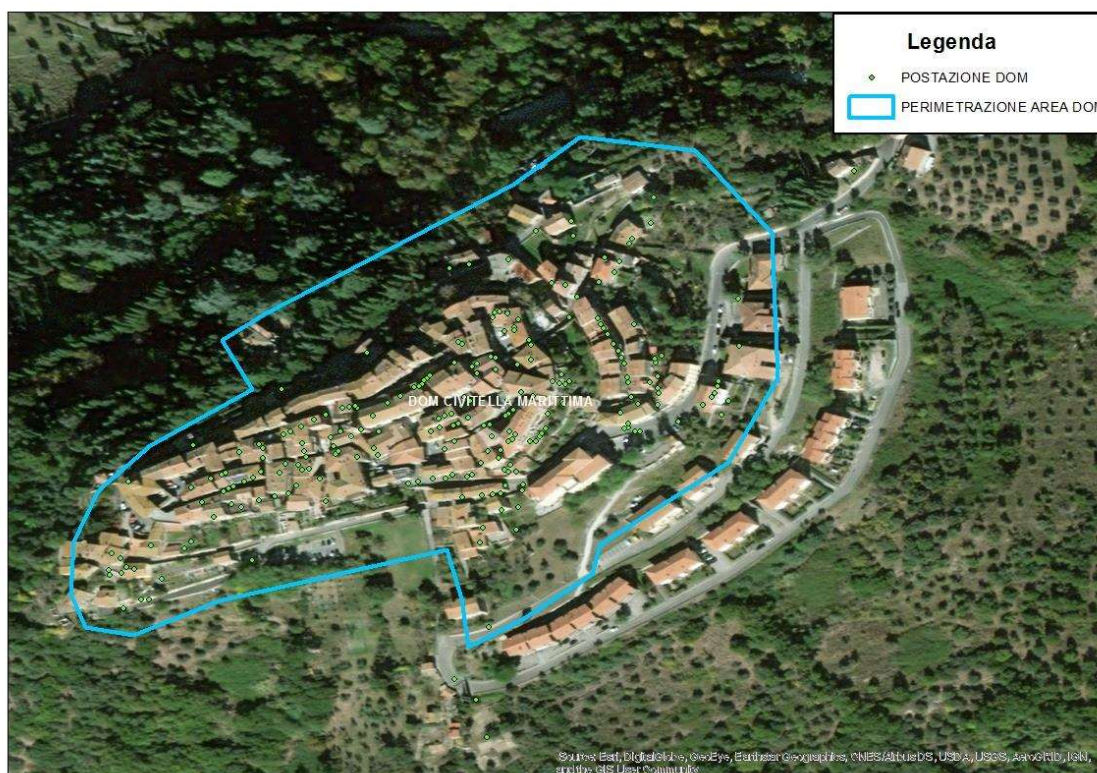 Legenda
POSTAZIONE DOM
PERIMETRAZIONE AREA DOM
DOM CIVITELLA MARITTIMA
Source: Esri, DigitalGlobe, GeoEye, Earthstar Geographics, CNES/Airbus DS, USDA, USGS, AeroGRID, IGN,
and the GIS User Community